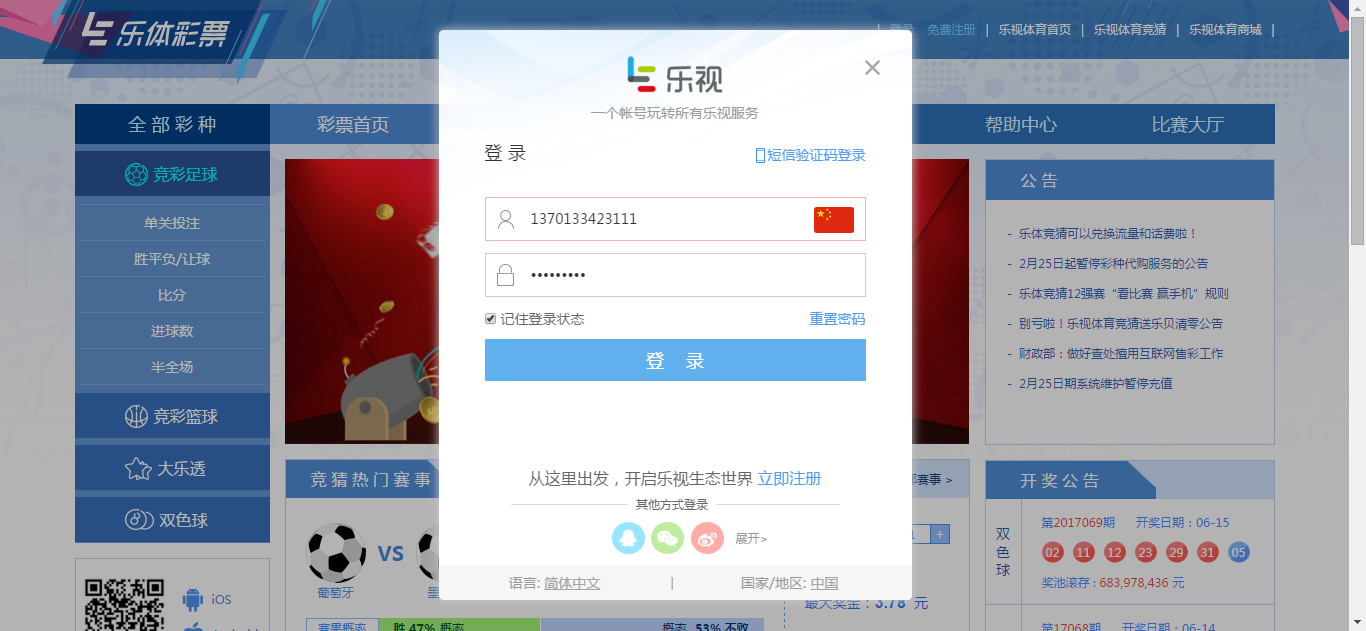 乐体彩票
| 登录 免费注册 | 乐视体育首页 | 乐视体育竞猜 | 乐视体育商城 |
全部彩种
彩票首页
帮助中心
比赛大厅
竞彩足球
单关投注
胜平负/让球
比分
进球数
半全场
竞彩篮球
大乐透
双色球
iOS
乐视
一个帐号玩转所有乐视服务
登 录
短信验证码登录
1370133423111
•••••••••
记住登录状态
重置密码
登 录
从这里出发，开启乐视生态世界 立即注册
其他方式登录
展开>
语言: 简体中文 | 国家/地区: 中国
公告
- 乐体竞猜可以兑换流量和话费啦！
- 2月25日起暂停彩种代购服务的公告
- 乐体竞猜12强赛“看比赛 赢手机”规则
- 别亏啦！乐视体育竞猜送乐贝清零公告
- 财政部：做好查处擅用互联网售彩工作
- 2月25日期系统维护暂停充值
竞猜热门赛事
赛事 >
VS
葡萄牙
+
最大奖金：3.78 元
赛果概率
胜 47% 概率
概率 53% 不败
开奖公告
双色球
第2017069期 开奖日期：06-15
02 11 12 23 29 31 05
奖池滚存：683,978,436 元
第17068期 开奖日期：06-14